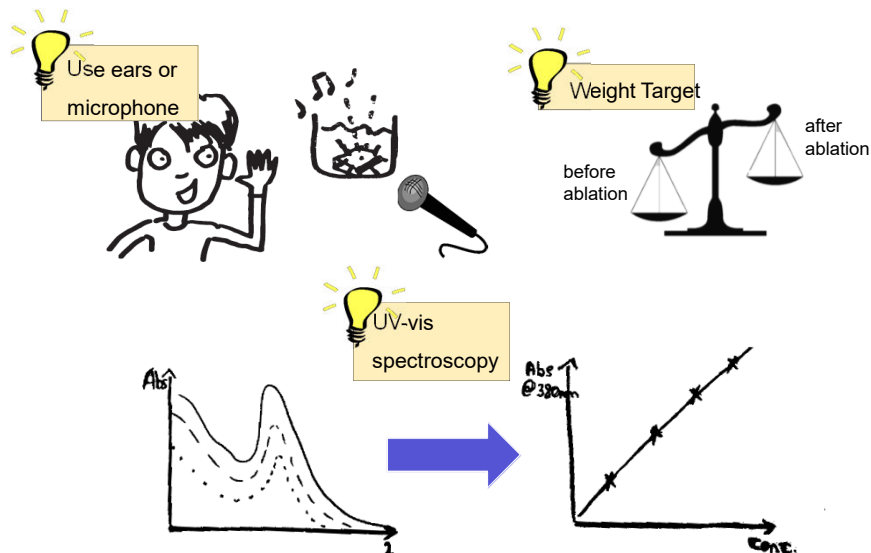 Use ears or
microphone
Weight Target
before
ablation
after
ablation
UV-vis
spectroscopy
Abs
λ
Abs
@380nm
Conc.